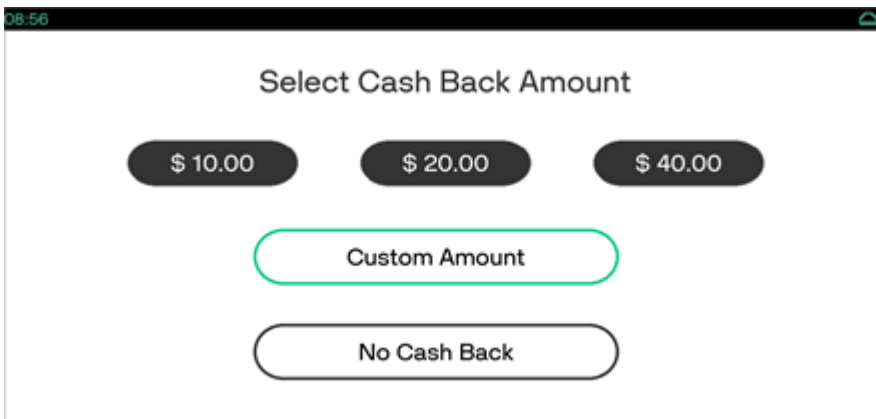 08:56
Select Cash Back Amount
$ 10.00 $ 20.00 $ 40.00
Custom Amount
No Cash Back